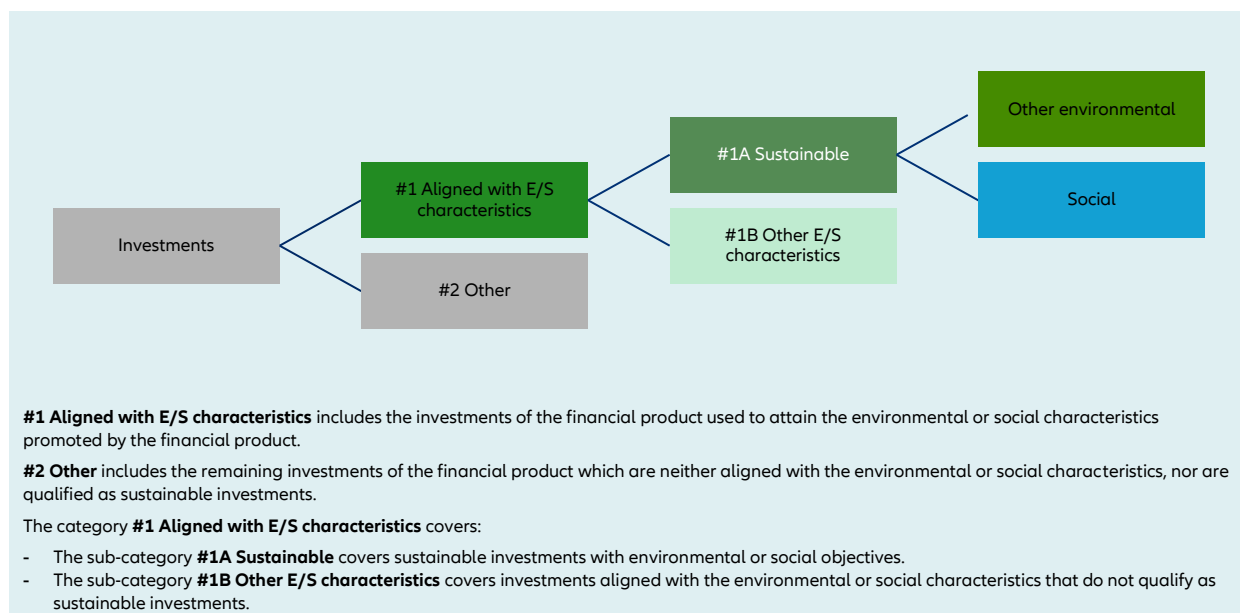 Other environmental
#1A Sustainable
#1 Aligned with E/S
characteristics
Social
Investments
#1B Other E/S
characteristics
#2 Other
#1 Aligned with E/S characteristics includes the investments of the financial product used to attain the environmental or social characteristics
promoted by the financial product.
#2 Other includes the remaining investments of the financial product which are neither aligned with the environmental or social characteristics, nor are
qualified as sustainable investments.
The category #1 Aligned with E/S characteristics covers:
- The sub-category #1A Sustainable covers sustainable investments with environmental or social objectives.
- The sub-category #1B Other E/S characteristics covers investments aligned with the environmental or social characteristics that do not qualify as
sustainable investments.